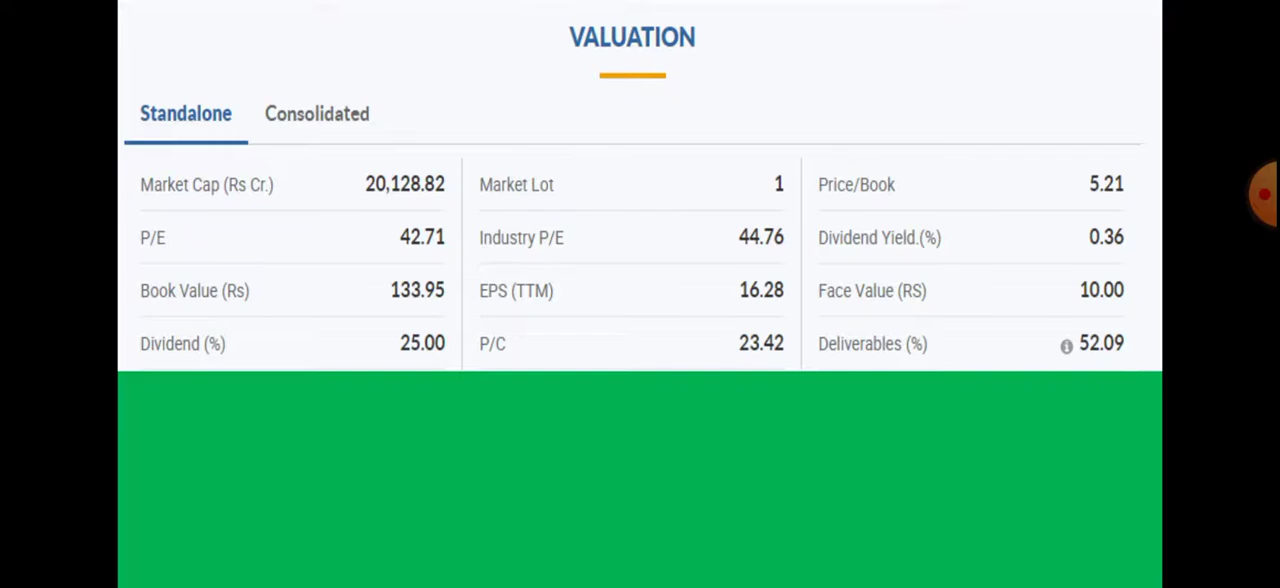 VALUATION
Standalone Consolidated
Market Cap (Rs Cr.) 20,128.82 Market Lot 1 Price/Book 5.21
P/E 42.71 Industry P/E 44.76 Dividend Yield.(%) 0.36
Book Value (Rs) 133.95 EPS (TTM) 16.28 Face Value (RS) 10.00
Dividend (%) 25.00 P/C 23.42 Deliverables (%) 52.09